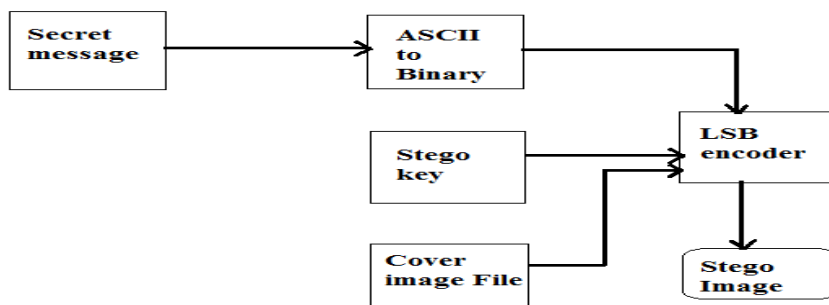 Secret
message
ASCII
to
Binary
LSB
encoder
Stego
key
Cover
image File
Stego
Image